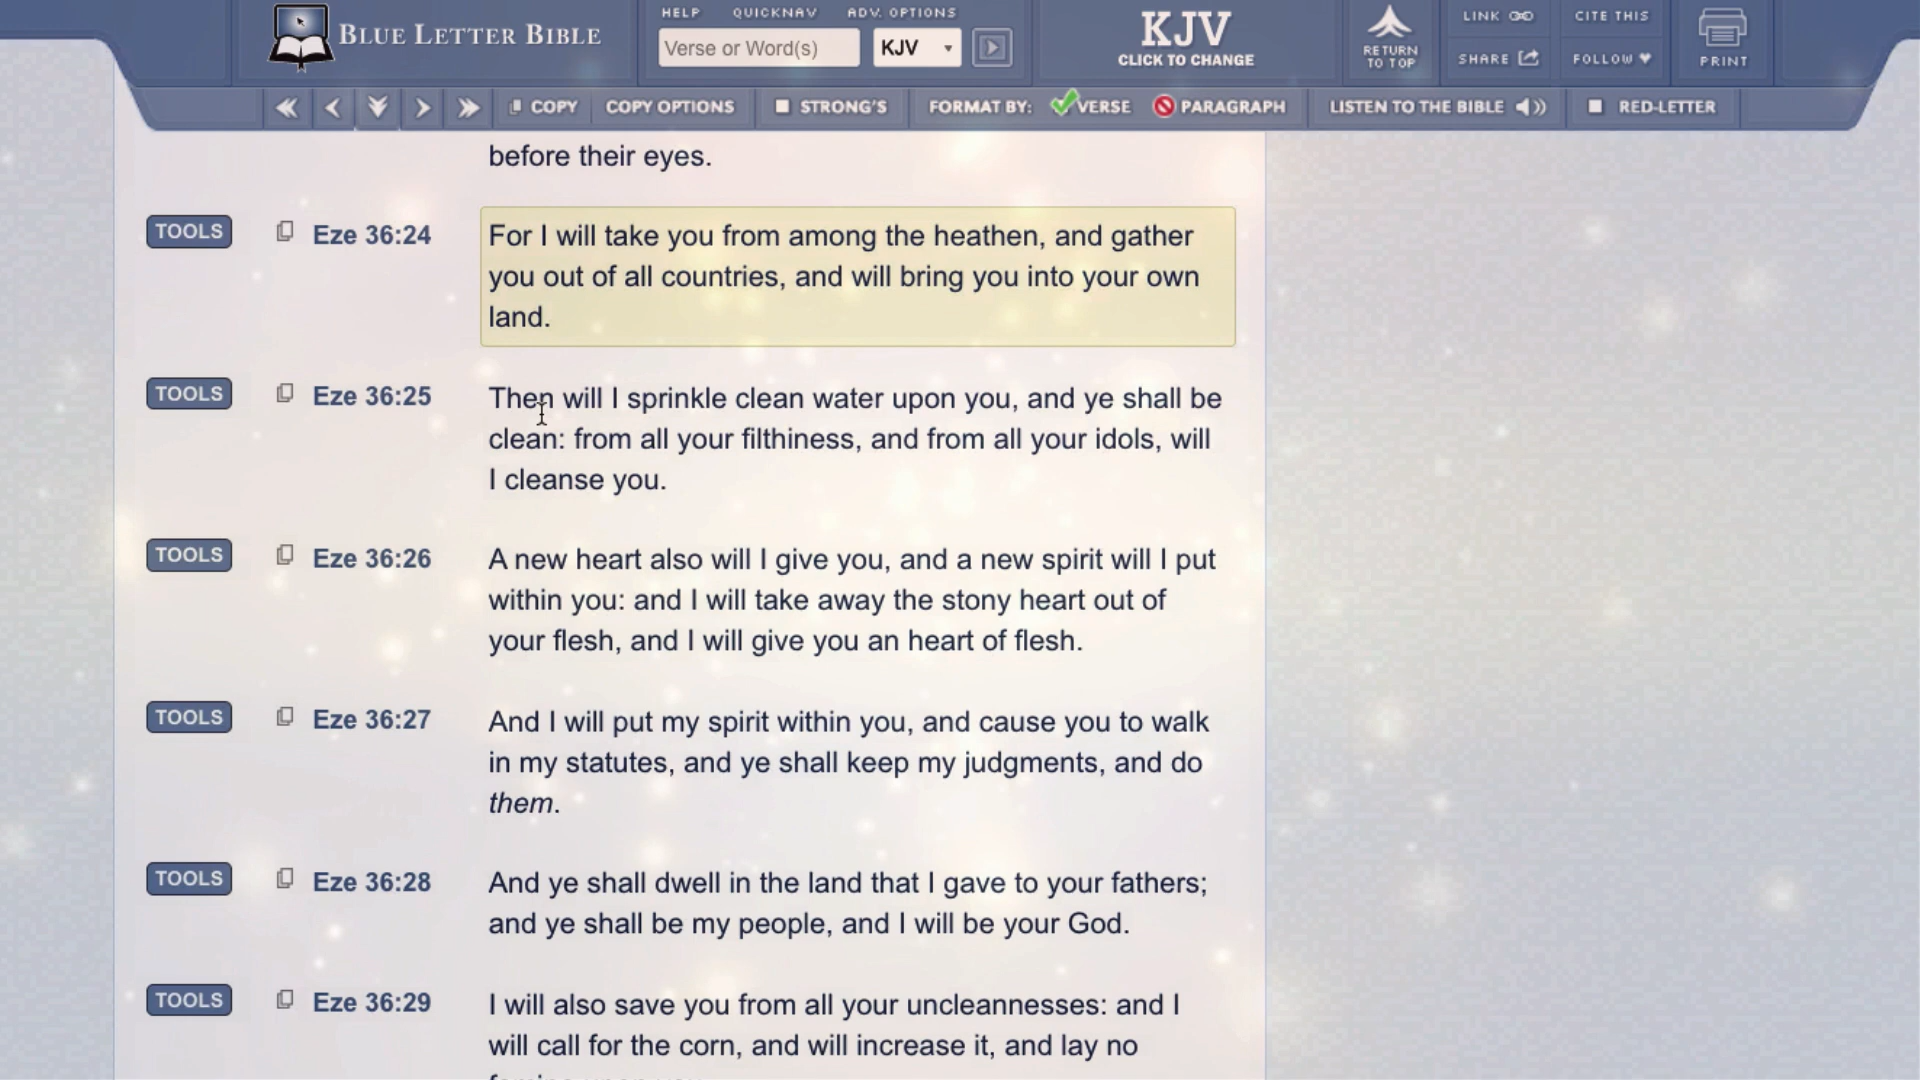 BLUE LETTER BIBLE
HELP QUICKNAV ADV. OPTIONS
Verse or Word(s) KJV
KJV
CLICK TO CHANGE
RETURN
TO TOP
LINK CITE THIS
SHARE FOLLOW
PRINT
COPY COPY OPTIONS STRONG'S FORMAT BY: VERSE PARAGRAPH LISTEN TO THE BIBLE RED-LETTER
before their eyes.
TOOLS Eze 36:24 For I will take you from among the heathen, and gather
you out of all countries, and will bring you into your own
land.
TOOLS Eze 36:25 Then will I sprinkle clean water upon you, and ye shall be
clean: from all your filthiness, and from all your idols, will
I cleanse you.
TOOLS Eze 36:26 A new heart also will I give you, and a new spirit will I put
within you: and I will take away the stony heart out of
your flesh, and I will give you an heart of flesh.
TOOLS Eze 36:27 And I will put my spirit within you, and cause you to walk
in my statutes, and ye shall keep my judgments, and do
them.
TOOLS Eze 36:28 And ye shall dwell in the land that I gave to your fathers;
and ye shall be my people, and I will be your God.
TOOLS Eze 36:29 I will also save you from all your uncleannesses: and I
will call for the corn, and will increase it, and lay no